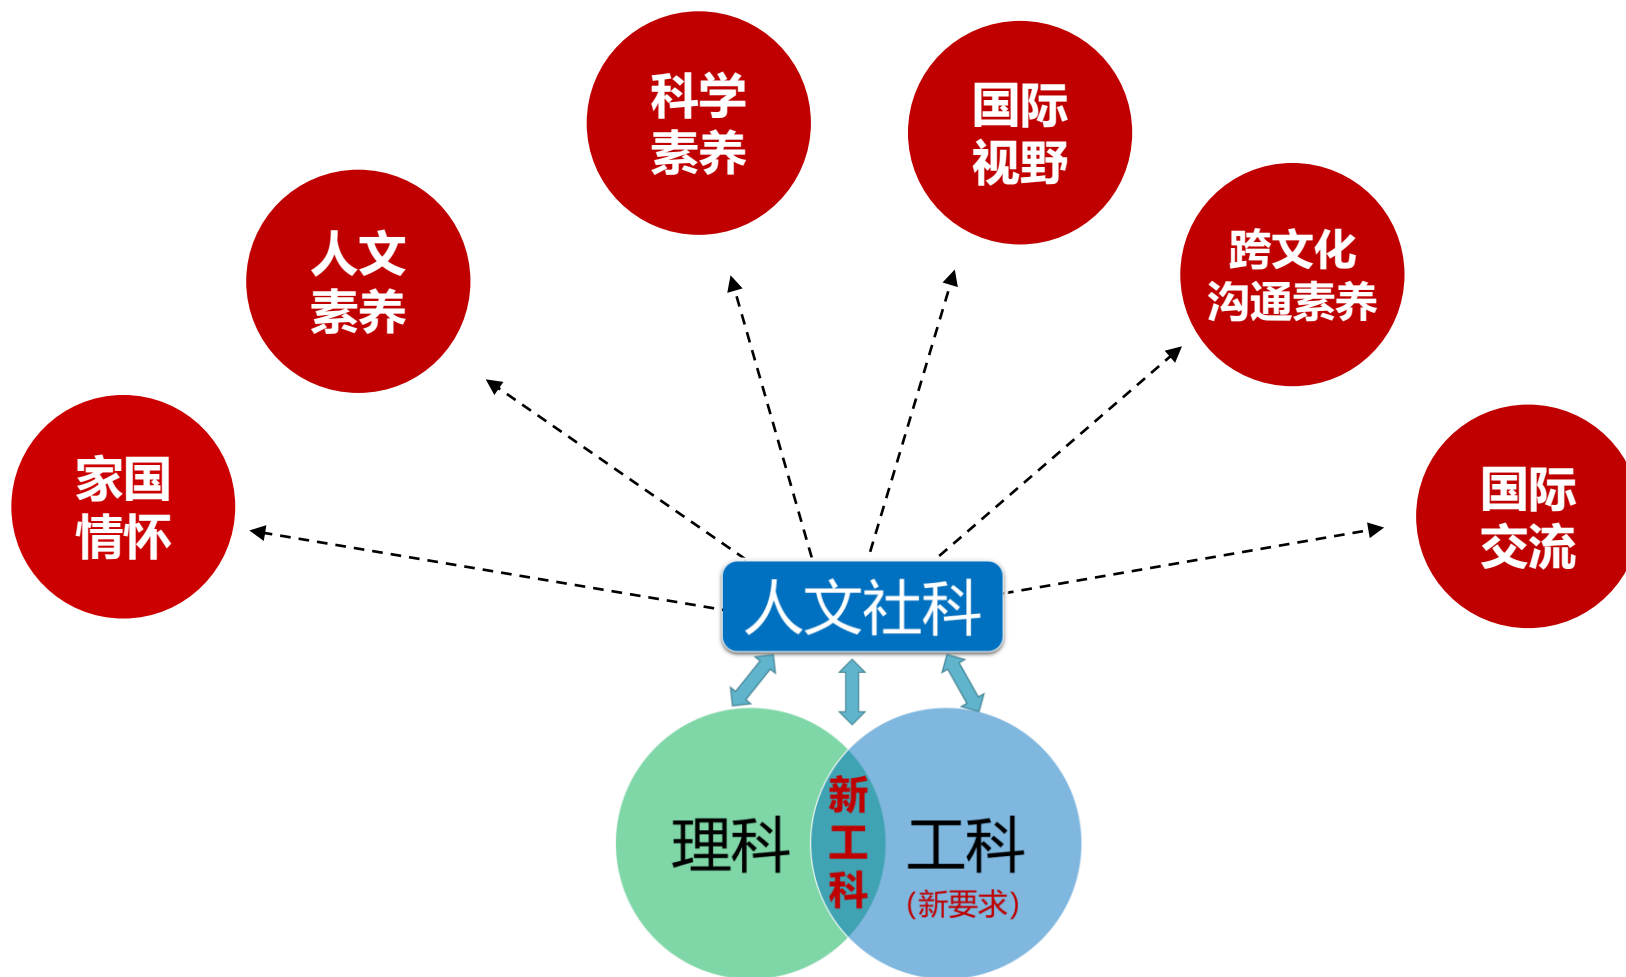 科学
素养
国际
视野
人文
素养
跨文化
沟通素养
家国
情怀
国际
交流
人文社科
理科
新
工
科
工科
(新要求)